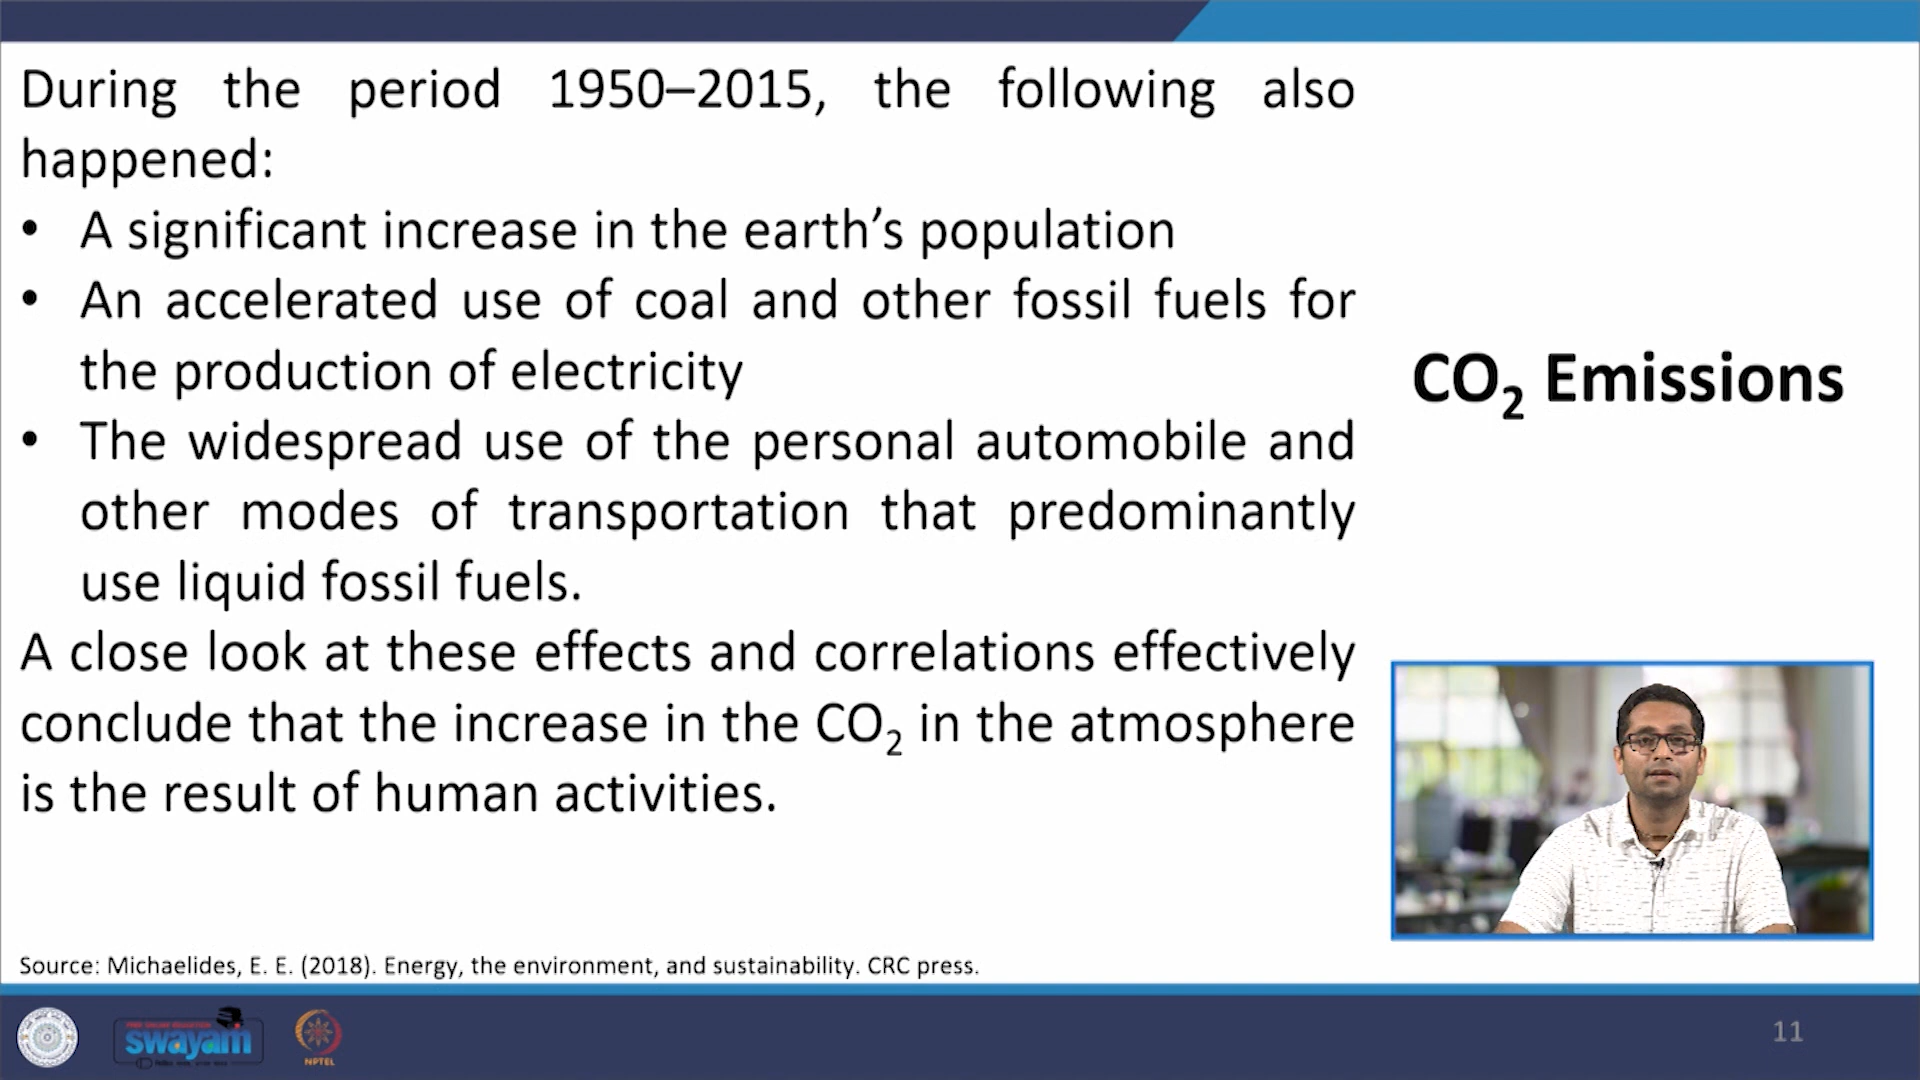 During the period 1950–2015, the following also
happened:
• A significant increase in the earth’s population
• An accelerated use of coal and other fossil fuels for
the production of electricity
• The widespread use of the personal automobile and
other modes of transportation that predominantly
use liquid fossil fuels.
A close look at these effects and correlations effectively
conclude that the increase in the CO₂ in the atmosphere
is the result of human activities.
CO₂ Emissions
Source: Michaelides, E. E. (2018). Energy, the environment, and sustainability. CRC press.
FREE ONLINE EDUCATION
swayam
NPTEL
11